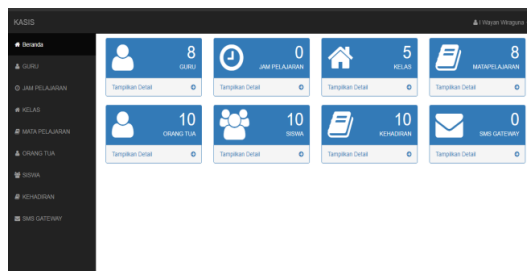 KASIS
I Wayan Wiraguna
Beranda
GURU
JAM PELAJARAN
KELAS
MATA PELAJARAN
ORANG TUA
SISWA
KEHADIRAN
SMS GATEWAY
8
GURU
Tampilkan Detail
0
JAM PELAJARAN
Tampilkan Detail
5
KELAS
Tampilkan Detail
8
MATAPELAJARAN
Tampilkan Detail
10
ORANG TUA
Tampilkan Detail
10
SISWA
Tampilkan Detail
10
KEHADIRAN
Tampilkan Detail
0
SMS GATEWAY
Tampilkan Detail